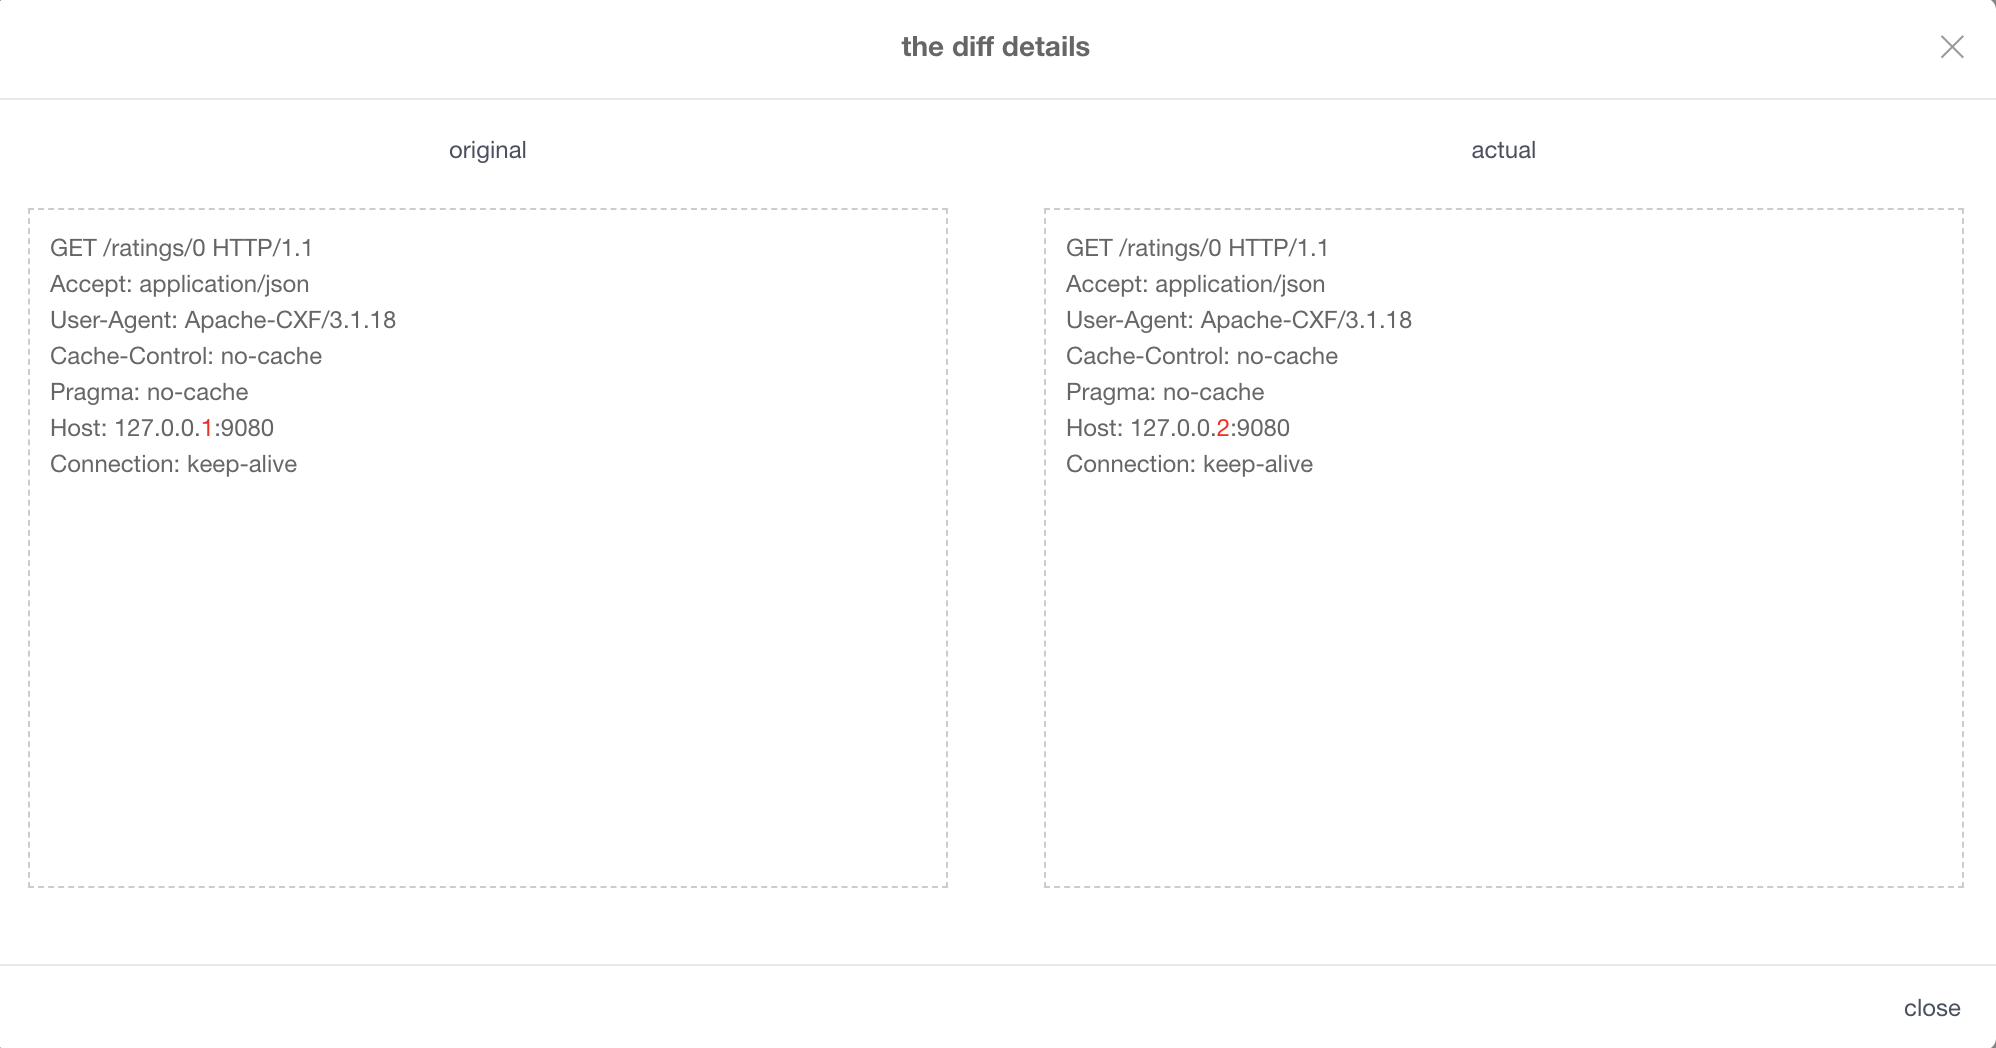 the diff details
original
GET /ratings/0 HTTP/1.1
Accept: application/json
User-Agent: Apache-CXF/3.1.18
Cache-Control: no-cache
Pragma: no-cache
Host: 127.0.0.1:9080
Connection: keep-alive
actual
GET /ratings/0 HTTP/1.1
Accept: application/json
User-Agent: Apache-CXF/3.1.18
Cache-Control: no-cache
Pragma: no-cache
Host: 127.0.0.2:9080
Connection: keep-alive
close